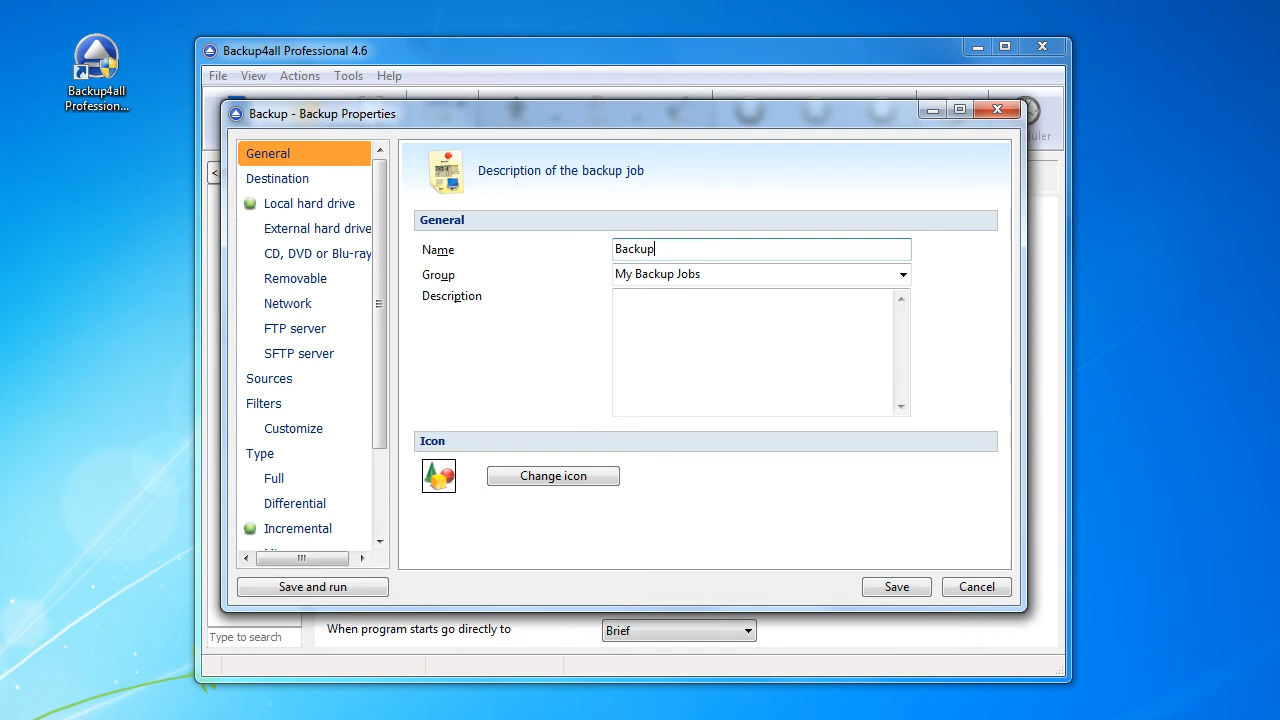 Backup4all
Profession...
Backup4all Professional 4.6
File View Actions Tools Help
Backup - Backup Properties
General
Destination
Local hard drive
External hard drive
CD, DVD or Blu-ray
Removable
Network
FTP server
SFTP server
Sources
Filters
Customize
Type
Full
Differential
Incremental
Description of the backup job
General
Name Backup
Group My Backup Jobs
Description
Icon
Change icon
Save and run Save Cancel
Type to search
When program starts go directly to Brief